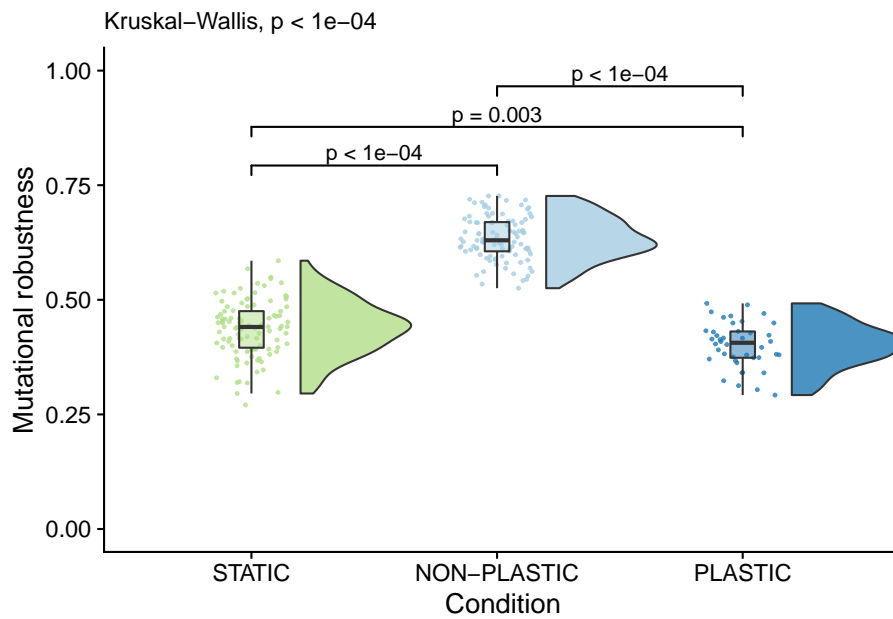 Kruskal−Wallis, p < 1e−04
1.00
p < 1e−04
p = 0.003
p < 1e−04
0.75
0.50
0.25
0.00
Mutational robustness
STATIC NON−PLASTIC PLASTIC
Condition